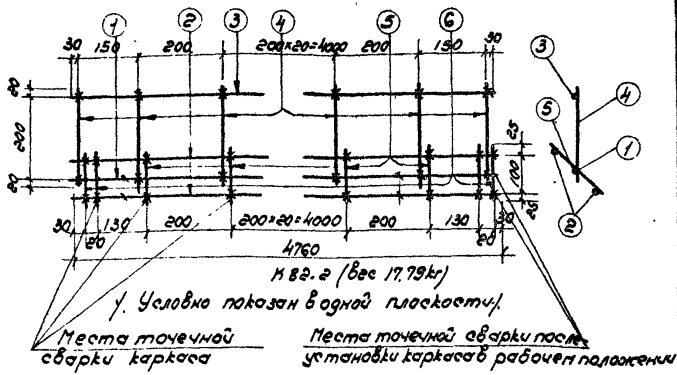 1 2 3 4 5 6
30 150 200 200×20=4000 200 150 30
3
4
5
1
2
20
200
20
25
100
25
30 20 130 200 200×20=4000 200 130 20 30
4760
К 82.2 (вес 17.79kг)
У. Условно показан в одной плоскости/.
Места точечной
сварки каркаса
Места точечной сварки после
установки каркаса в рабочем положении